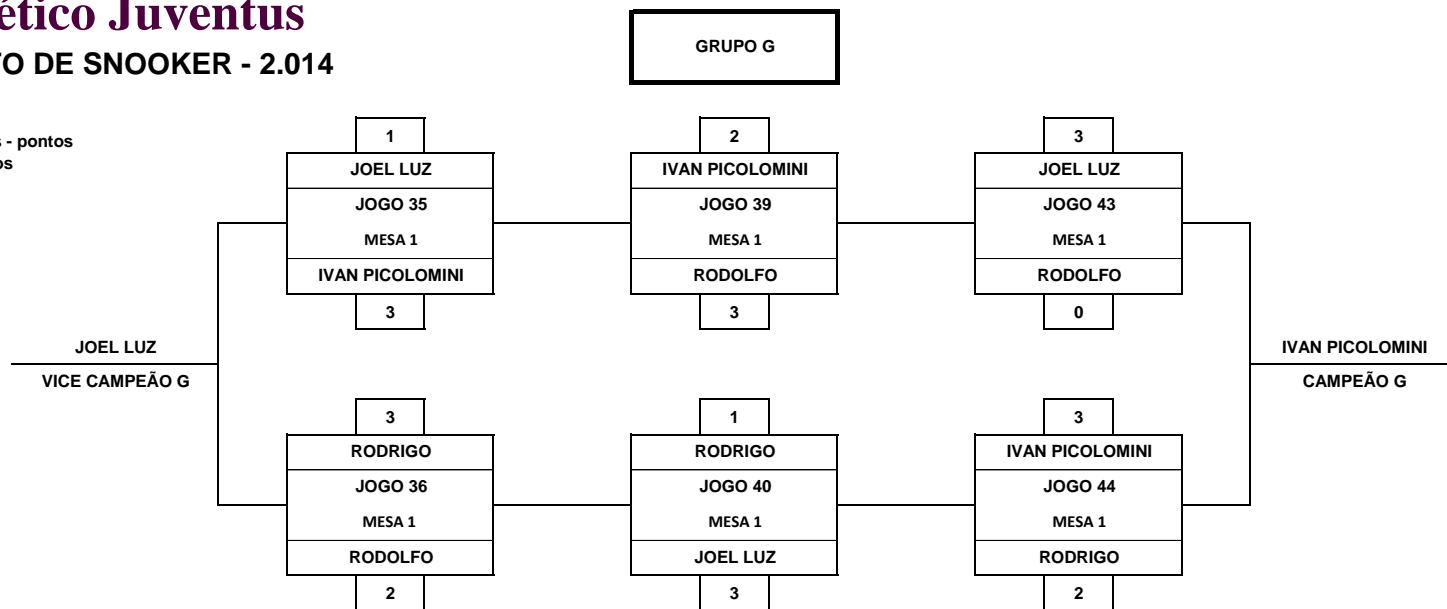 ético Juventus
TO DE SNOOKER - 2.014
GRUPO G
s - pontos
os
1
JOEL LUZ
JOGO 35
MESA 1
IVAN PICOLOMINI
3
2
IVAN PICOLOMINI
JOGO 39
MESA 1
RODOLFO
3
3
JOEL LUZ
JOGO 43
MESA 1
RODOLFO
0
JOEL LUZ
VICE CAMPEÃO G
IVAN PICOLOMINI
CAMPEÃO G
3
RODRIGO
JOGO 36
MESA 1
RODOLFO
2
1
RODRIGO
JOGO 40
MESA 1
JOEL LUZ
3
3
IVAN PICOLOMINI
JOGO 44
MESA 1
RODRIGO
2